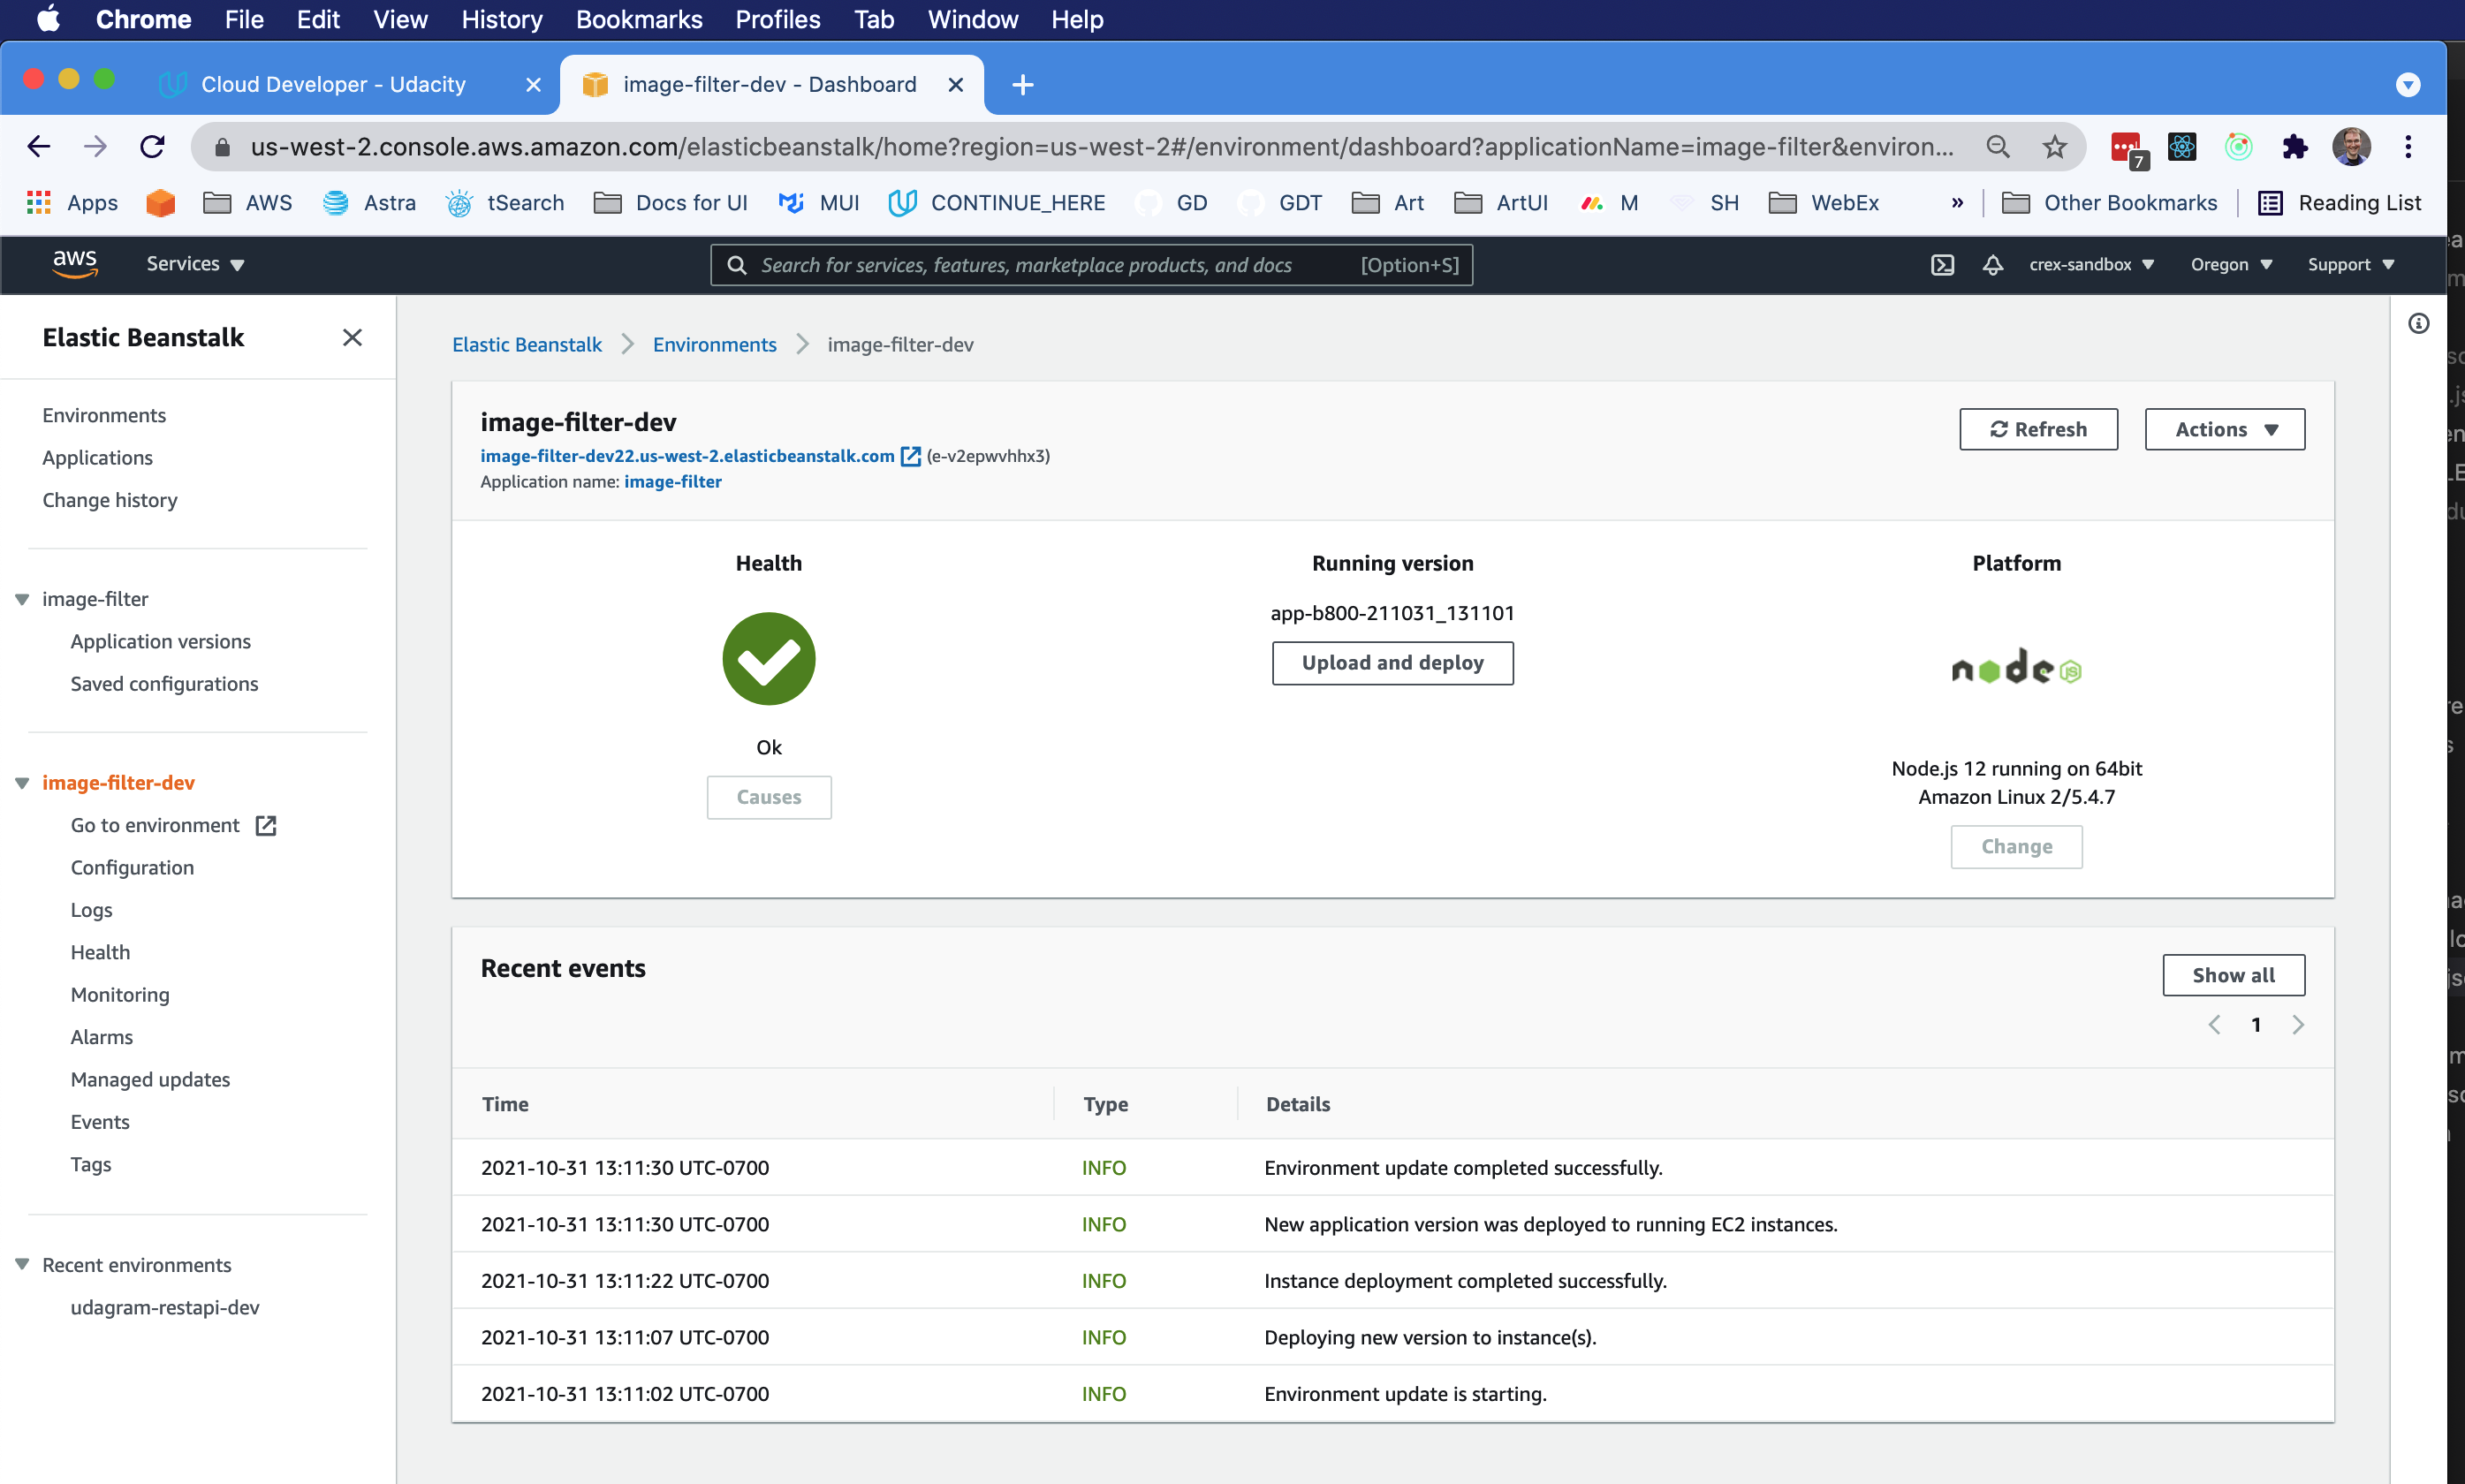 Chrome File Edit View History Bookmarks Profiles Tab Window Help
Cloud Developer - Udacity image-filter-dev - Dashboard
us-west-2.console.aws.amazon.com/elasticbeanstalk/home?region=us-west-2#/environment/dashboard?applicationName=image-filter&environ... 7
Apps AWS Astra tSearch Docs for UI MUI CONTINUE_HERE GD GDT Art ArtUI M SH WebEx » Other Bookmarks Reading List
aws Services Search for services, features, marketplace products, and docs [Option+S] crex-sandbox Oregon Support
Elastic Beanstalk
Environments
Applications
Change history
image-filter
Application versions
Saved configurations
image-filter-dev
Go to environment
Configuration
Logs
Health
Monitoring
Alarms
Managed updates
Events
Tags
Recent environments
udagram-restapi-dev
Elastic Beanstalk Environments image-filter-dev
image-filter-dev
Refresh Actions
image-filter-dev22.us-west-2.elasticbeanstalk.com (e-v2epwvhhx3)
Application name: image-filter
Health
Ok
Causes
Running version
app-b800-211031_131101
Upload and deploy
Platform
node JS
Node.js 12 running on 64bit
Amazon Linux 2/5.4.7
Change
Recent events
Show all
1
Time Type Details
2021-10-31 13:11:30 UTC-0700 INFO Environment update completed successfully.
2021-10-31 13:11:30 UTC-0700 INFO New application version was deployed to running EC2 instances.
2021-10-31 13:11:22 UTC-0700 INFO Instance deployment completed successfully.
2021-10-31 13:11:07 UTC-0700 INFO Deploying new version to instance(s).
2021-10-31 13:11:02 UTC-0700 INFO Environment update is starting.